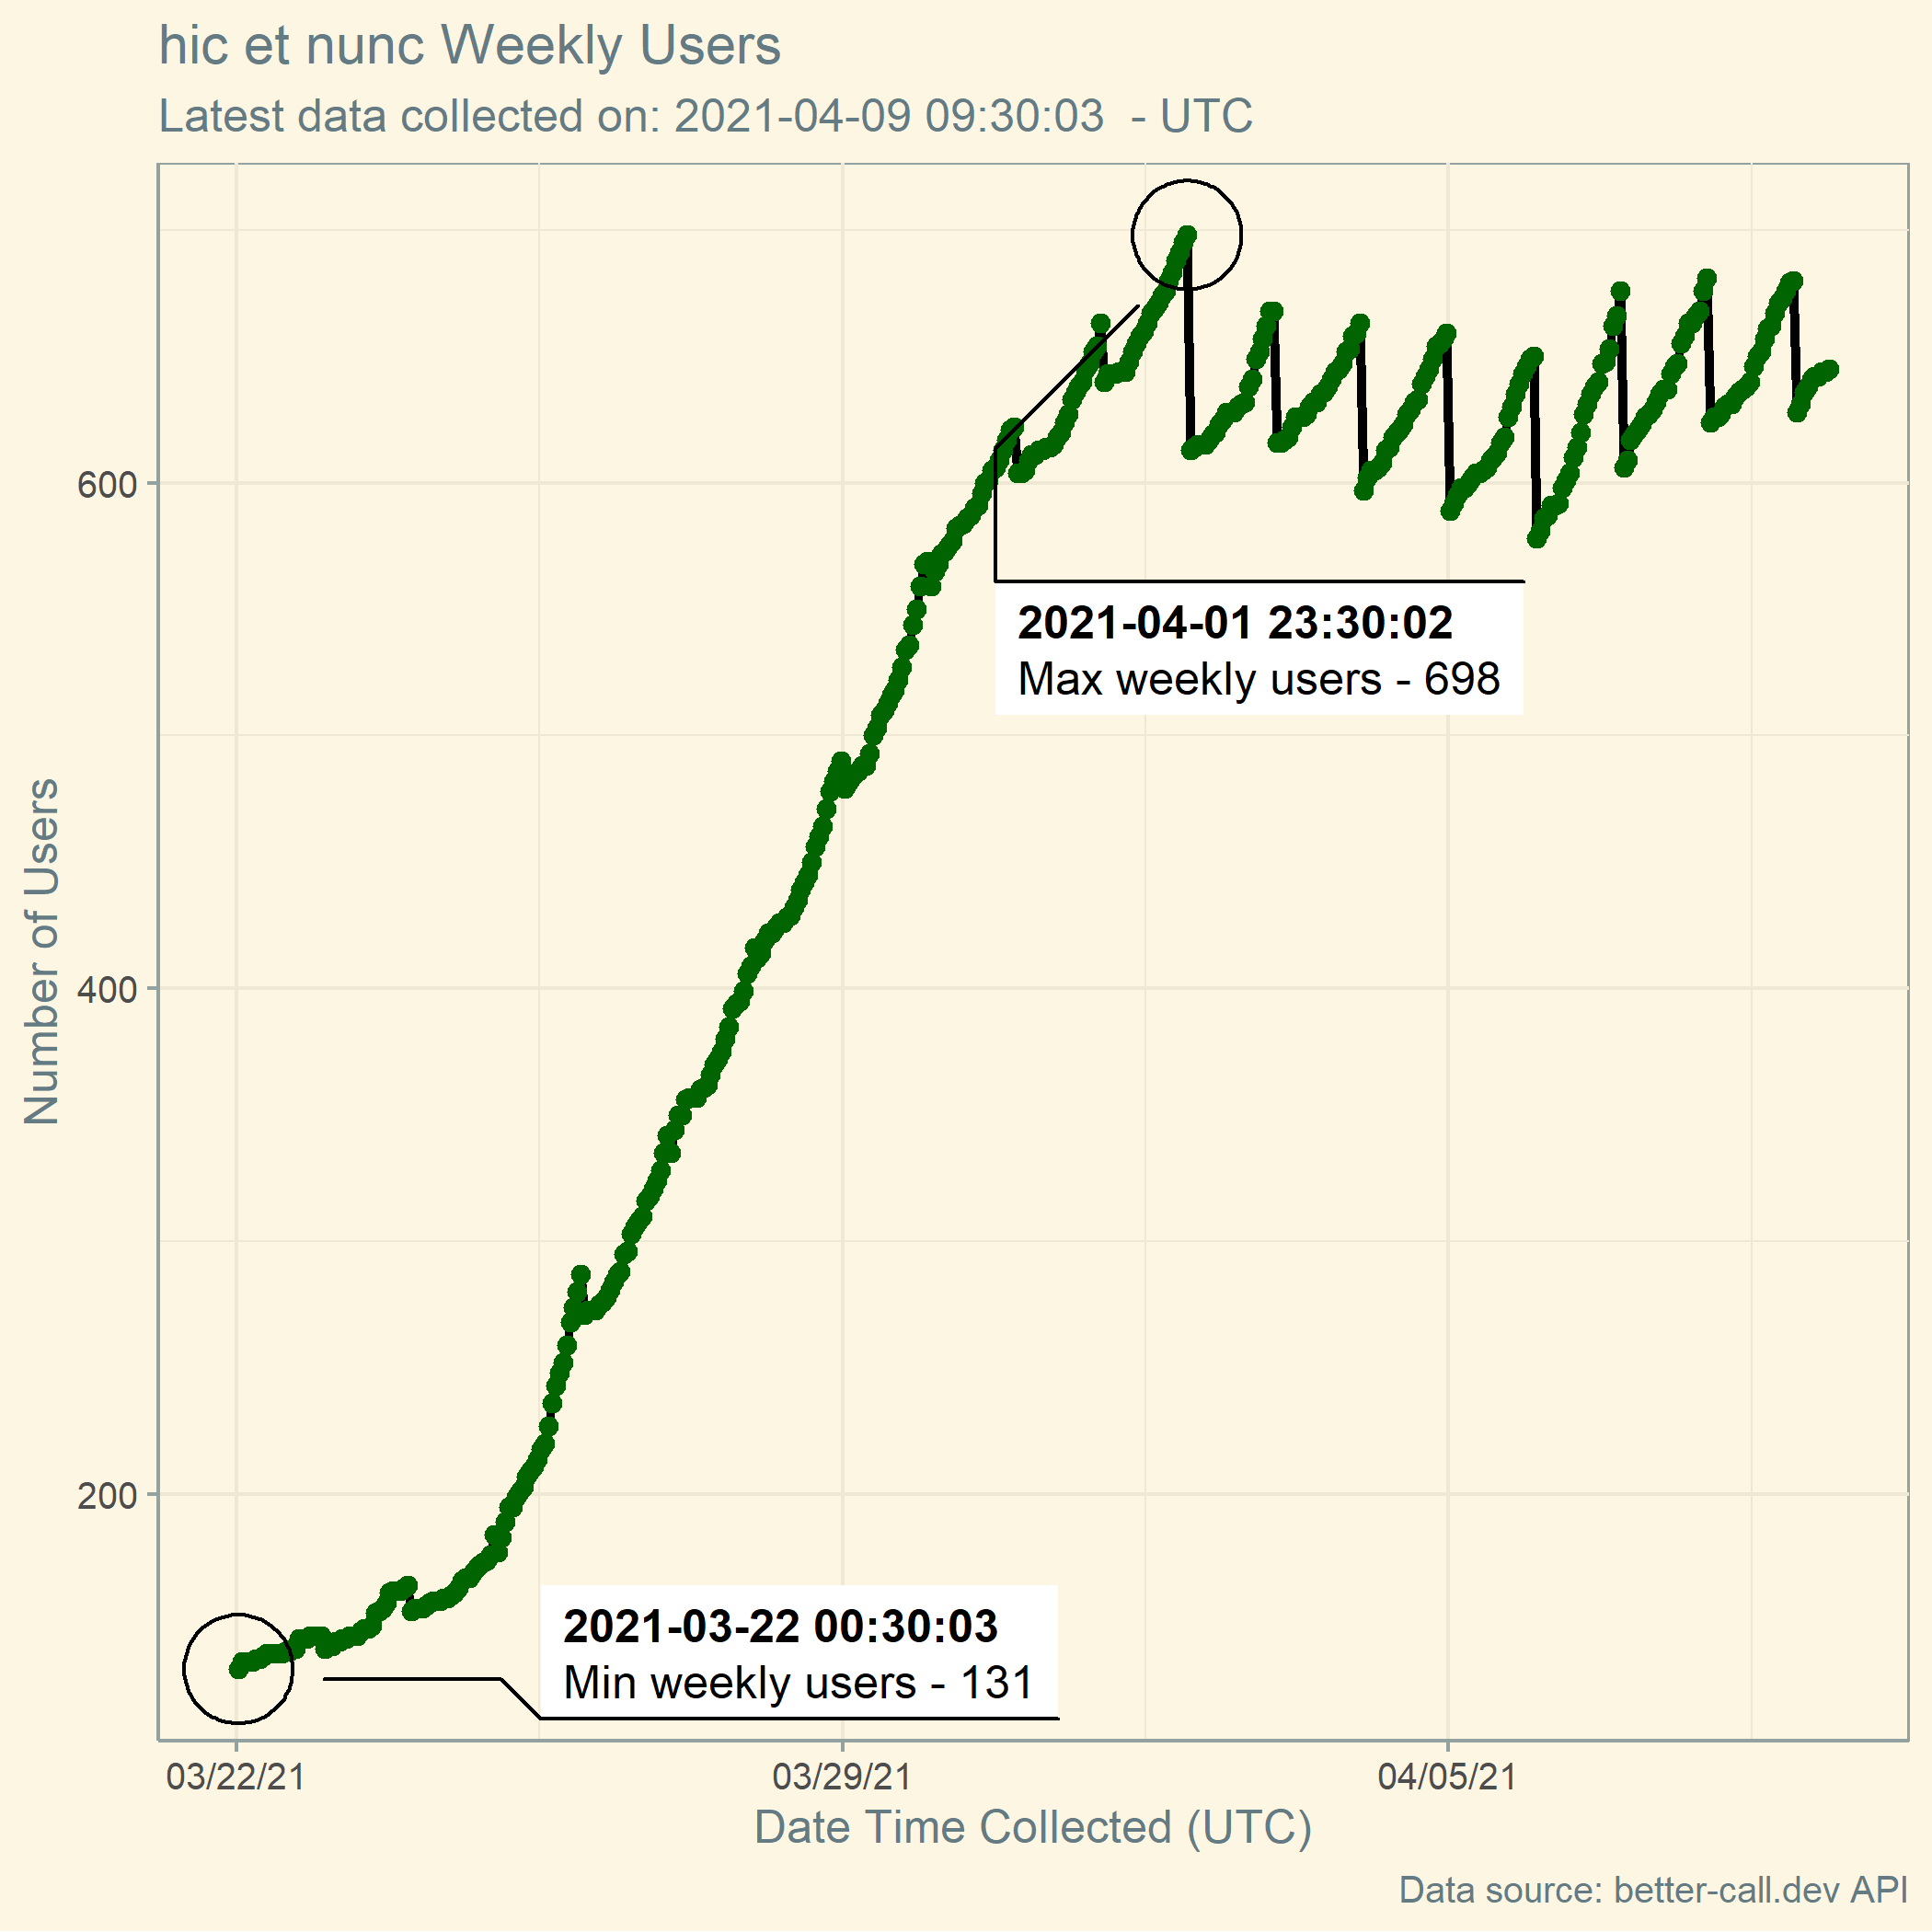 hic et nunc Weekly Users
Latest data collected on: 2021-04-09 09:30:03  - UTC
Number of Users
600
400
200
2021-04-01 23:30:02
Max weekly users - 698
2021-03-22 00:30:03
Min weekly users - 131
03/22/21
03/29/21
04/05/21
Date Time Collected (UTC)
Data source: better-call.dev API